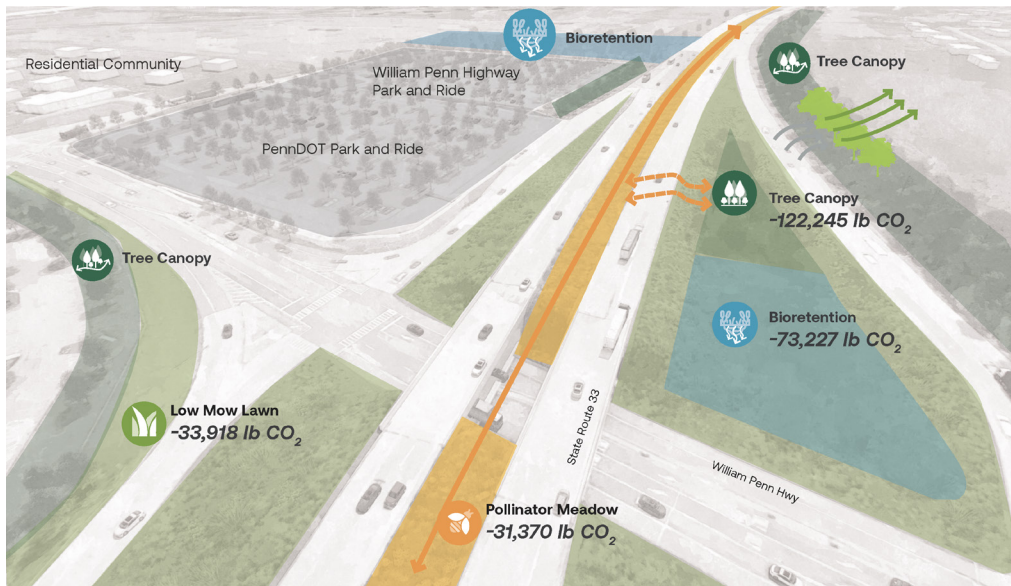 Bioretention
Residential Community
William Penn Highway
Park and Ride
PennDOT Park and Ride
Tree Canopy
Tree Canopy
-122,245 lb CO₂
Tree Canopy
Bioretention
-73,227 lb CO₂
Low Mow Lawn
-33,918 lb CO₂
State Route 33
William Penn Hwy
Pollinator Meadow
-31,370 lb CO₂